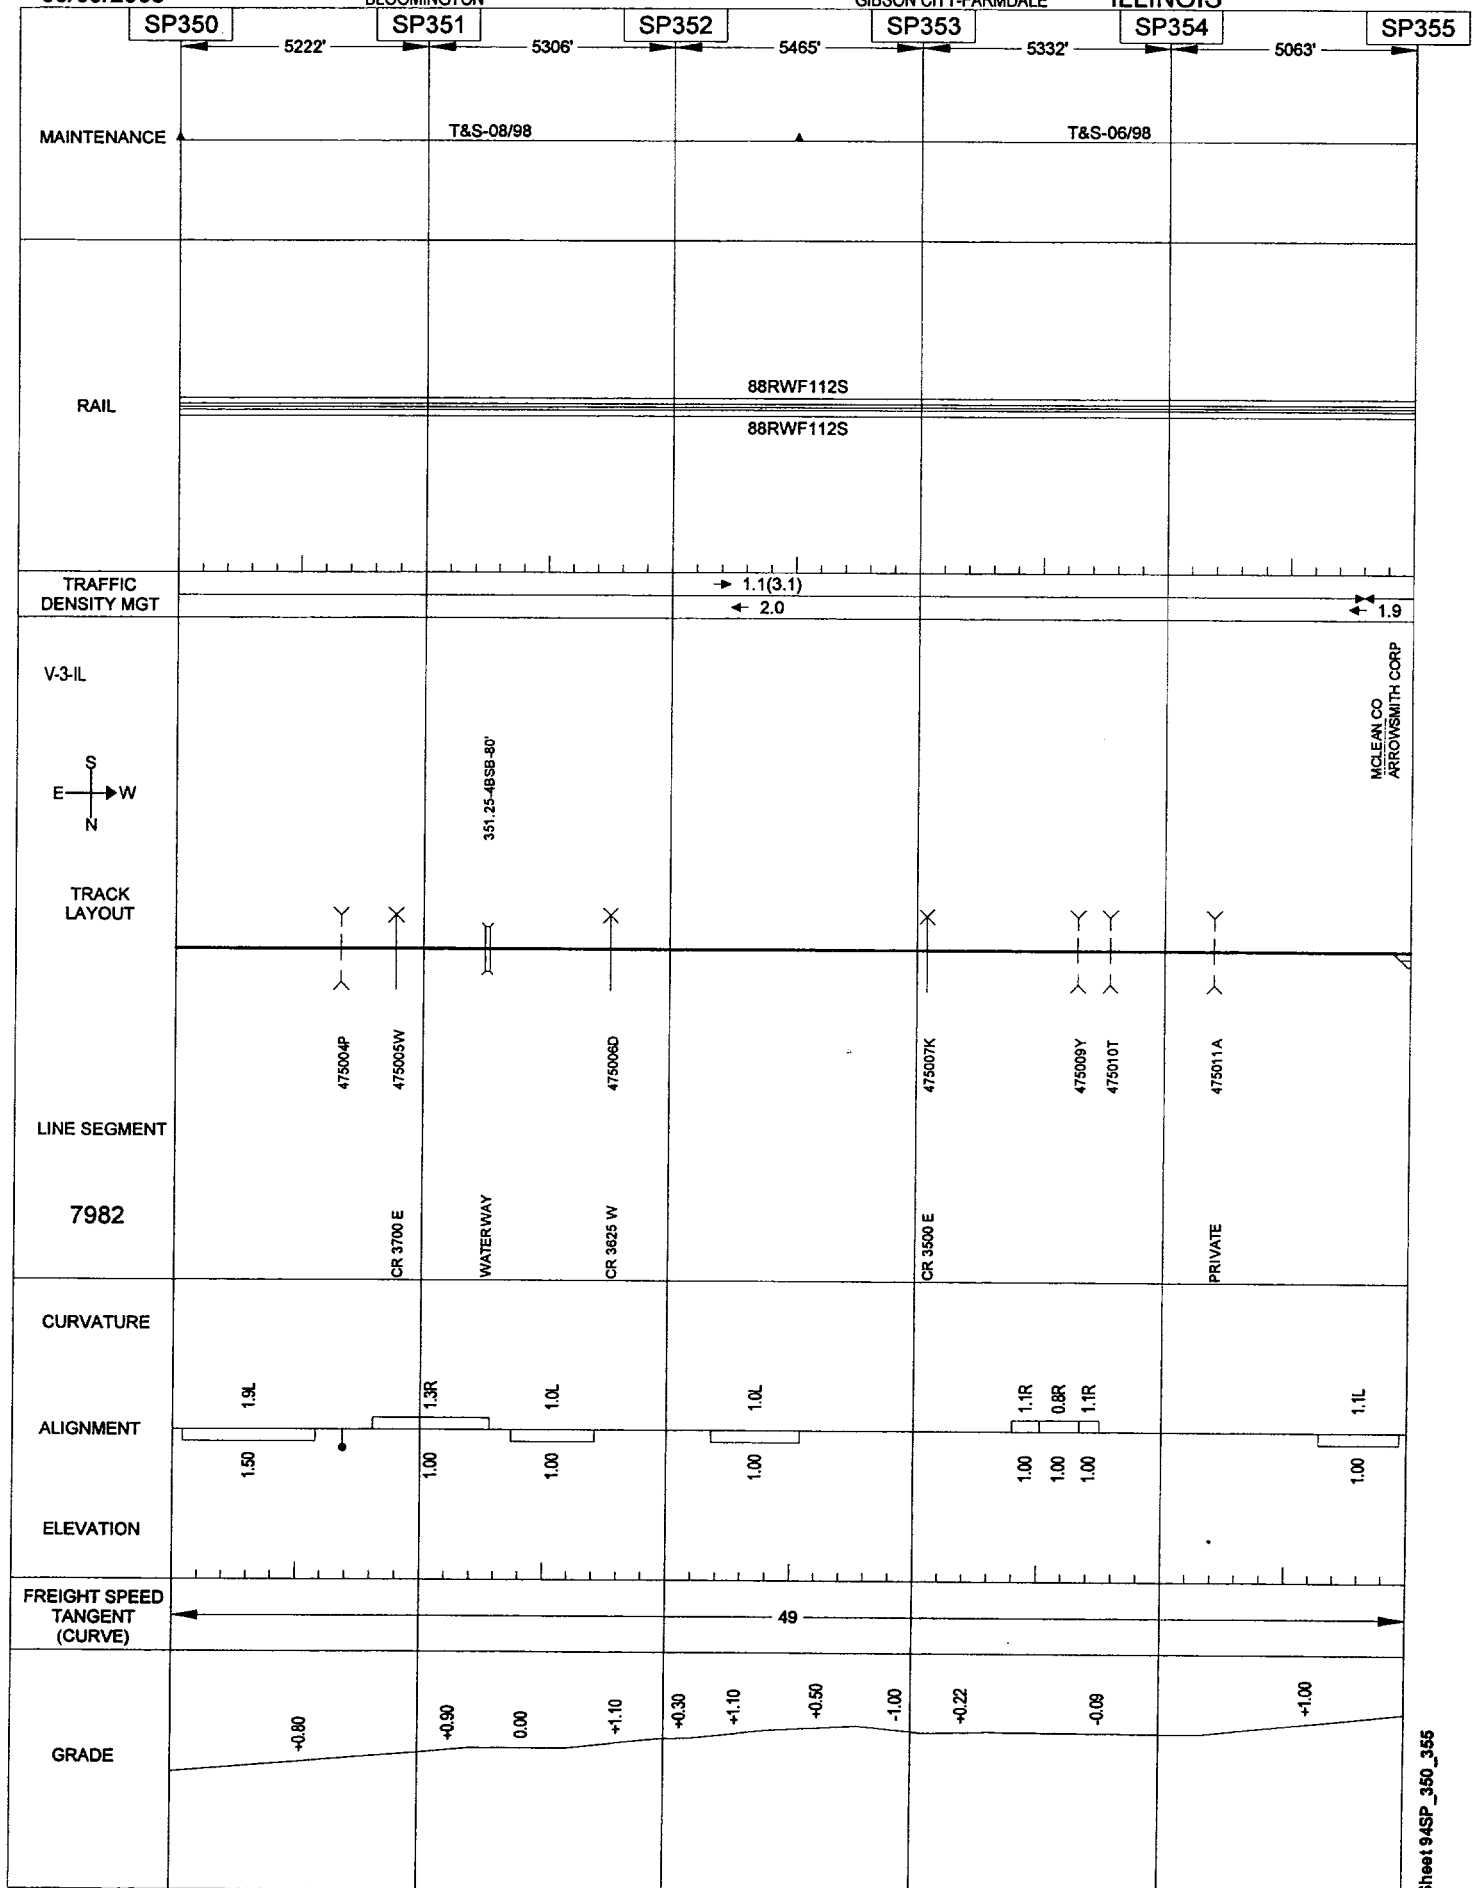 BLOOMINGTON GIBSON CITY-FARMDALE ILLINOIS
SP350 SP351 SP352 SP353 SP354 SP355
5222' 5306' 5465' 5332' 5063'
MAINTENANCE T&S-08/98 T&S-06/98
88RWF112S
RAIL
88RWF112S
TRAFFIC
DENSITY MGT
1.1(3.1)
2.0 1.9
V-3-IL
MCLEAN CO
ARROWSMITH CORP
351.25-4BSB-80'
S
E W
N
TRACK
LAYOUT
475004P 475005W 475006D 475007K 475009Y 475010T 475011A
LINE SEGMENT
7982
CR 3700 E WATERWAY CR 3625 W CR 3500 E PRIVATE
CURVATURE
1.9L 1.3R 1.0L 1.0L 1.1R 0.8R 1.1R 1.1L
ALIGNMENT
1.50 1.00 1.00 1.00 1.00 1.00 1.00 1.00
ELEVATION
FREIGHT SPEED
TANGENT
(CURVE)
49
+0.80 +0.90 0.00 +1.10 +0.30 +1.10 +0.50 -1.00 +0.22 -0.09 +1.00
GRADE
Sheet 94SP_350_355